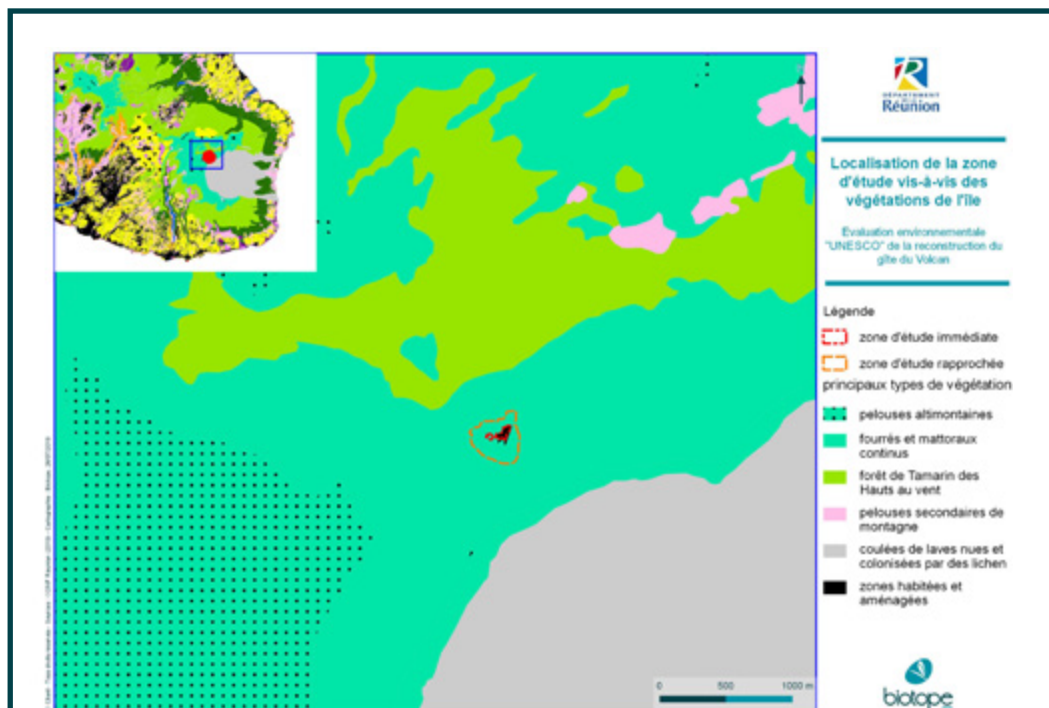 DÉPARTEMENT
Réunion
Localisation de la zone
d'étude vis-à-vis des
végétations de l'île
Evaluation environnementale
"UNESCO" de la reconstruction du
gîte du Volcan
Légende
zone d'étude immédiate
zone d'étude rapprochée
principaux types de végétation
pelouses altimontaines
fourrés et mattoraux
continus
forêt de Tamarin des
Hauts au vent
pelouses secondaires de
montagne
coulées de laves nues et
colonisées par des lichen
zones habitées et
aménagées
0 500 1000 m
biotope